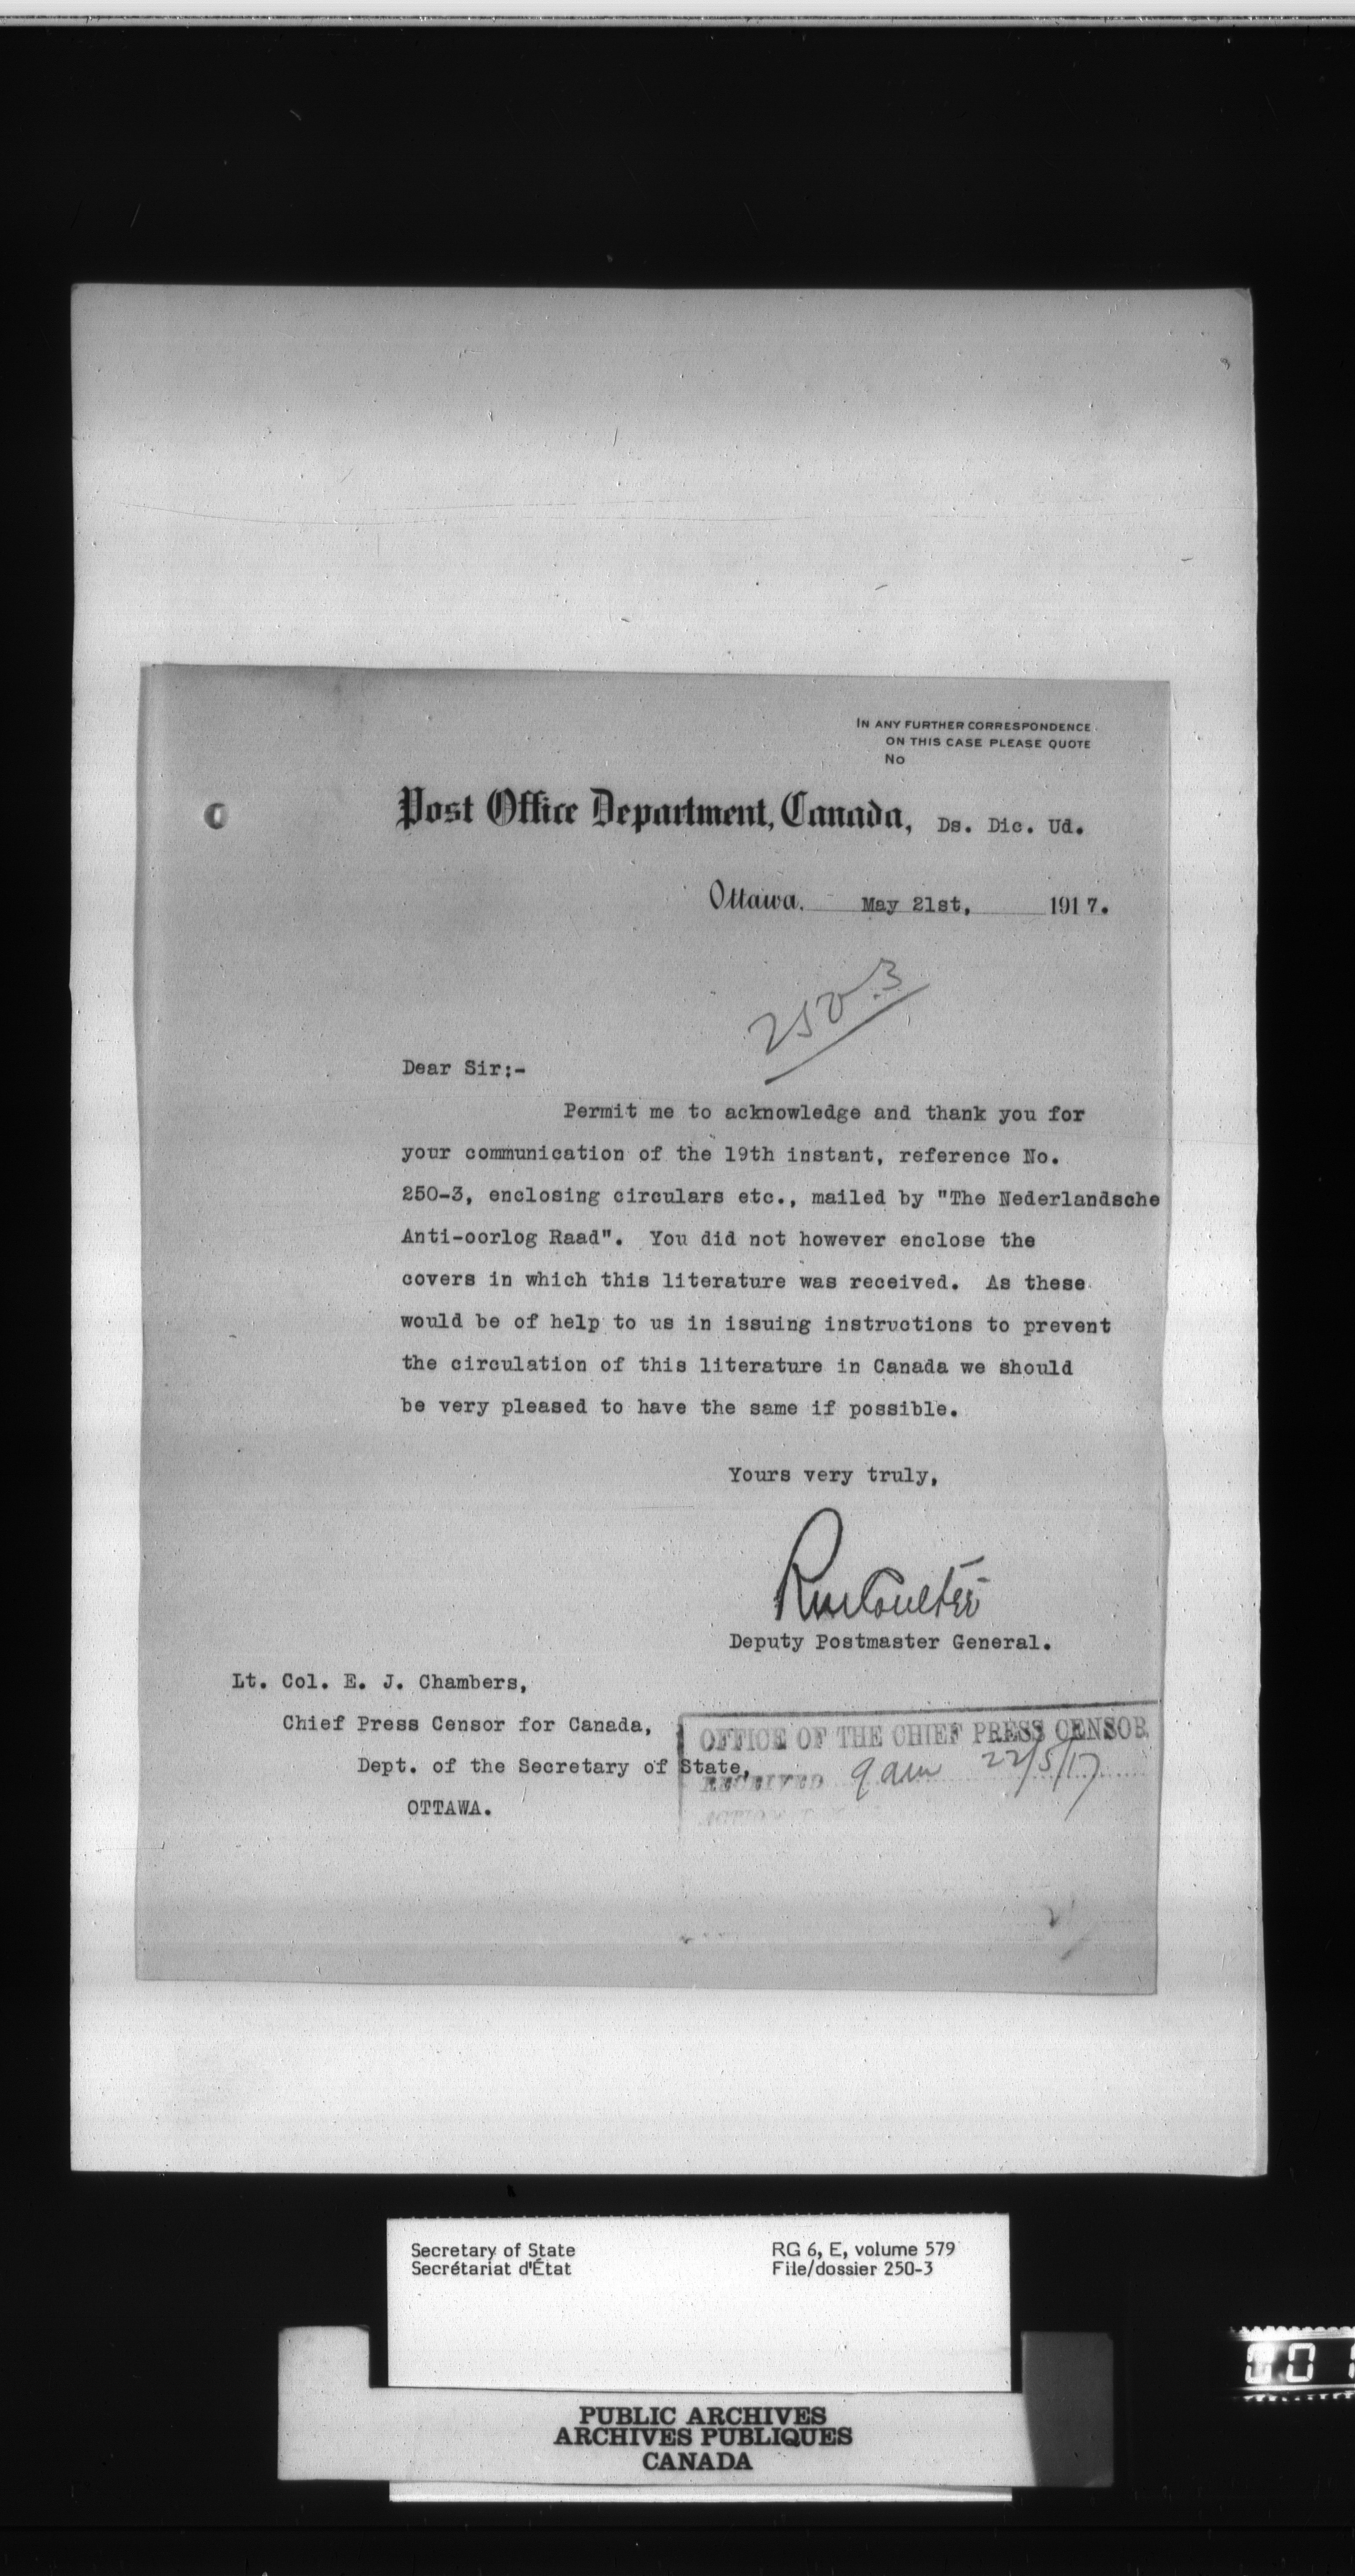 IN ANY FURTHER CORRESPONDENCE
ON THIS CASE PLEASE QUOTE
No
Post Office Department, Canada, Ds. Dic. Ud.
Ottawa. May 21st, 1917.
250-3
Dear Sir:-
Permit me to acknowledge and thank you for
your communication of the 19th instant, reference No.
250-3, enclosing circulars etc., mailed by "The Nederlandsche
Anti-oorlog Raad". You did not however enclose the
covers in which this literature was received. As these
would be of help to us in issuing instructions to prevent
the circulation of this literature in Canada we should
be very pleased to have the same if possible.
Yours very truly,
RmCoulter
Deputy Postmaster General.
Lt. Col. E. J. Chambers,
Chief Press Censor for Canada,
Dept. of the Secretary of State,
OTTAWA.
OFFICE OF THE CHIEF PRESS CENSOR
RECEIVED 9 am 22/5/17
Secretary of State
Secrétariat d'État
RG 6, E, volume 579
File/dossier 250-3
PUBLIC ARCHIVES
ARCHIVES PUBLIQUES
CANADA